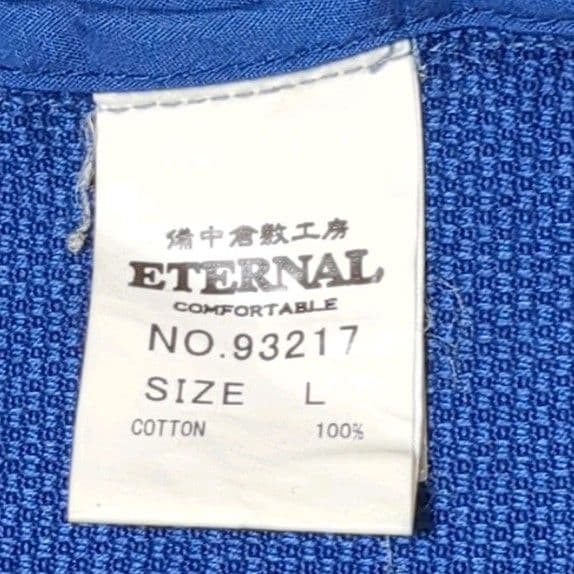 備中倉敷工房
ETERNAL
COMFORTABLE
NO.93217
SIZE L
COTTON 100%